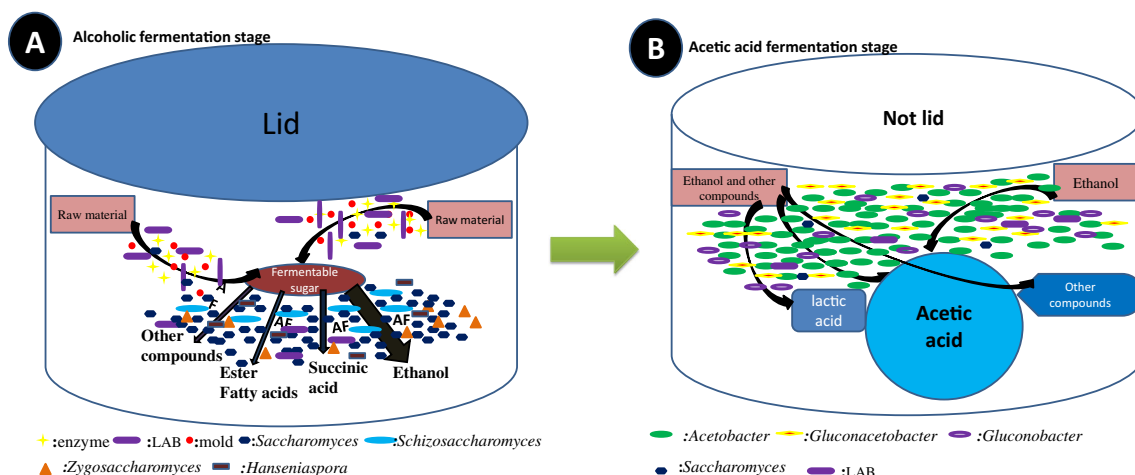 A
Alcoholic fermentation stage
Lid
Raw material
Raw material
Fermentable
sugar
A
F
AF
AF
AF
Other
compounds
Ester
Fatty acids
Succinic
acid
Ethanol
:enzyme :LAB :mold :Saccharomyces :Schizosaccharomyces
:Zygosaccharomyces :Hanseniaspora
B
Acetic acid fermentation stage
Not lid
Ethanol and other
compounds
Ethanol
lactic
acid
Acetic
acid
Other
compounds
:Acetobacter :Gluconacetobacter :Gluconobacter
:Saccharomyces :LAB